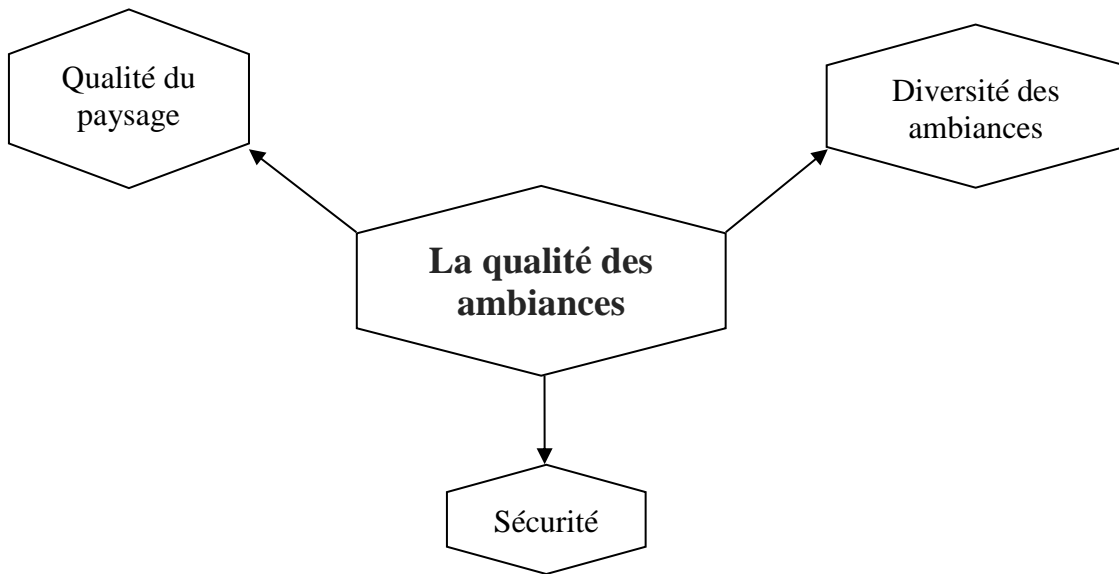 Qualité du
paysage
Diversité des
ambiances
La qualité des
ambiances
Sécurité